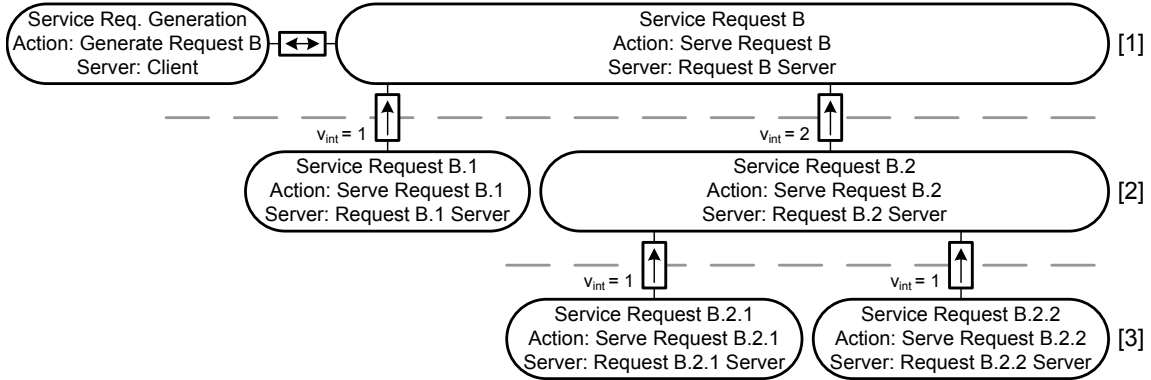 Service Req. Generation
Action: Generate Request B
Server: Client
Service Request B
Action: Serve Request B
Server: Request B Server
[1]
v_int = 1
v_int = 2
Service Request B.1
Action: Serve Request B.1
Server: Request B.1 Server
Service Request B.2
Action: Serve Request B.2
Server: Request B.2 Server
[2]
v_int = 1
v_int = 1
Service Request B.2.1
Action: Serve Request B.2.1
Server: Request B.2.1 Server
Service Request B.2.2
Action: Serve Request B.2.2
Server: Request B.2.2 Server
[3]